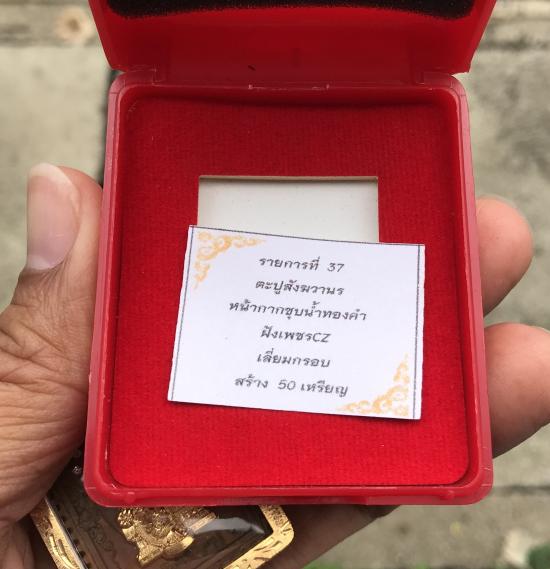 รายการที่ 37
ตะปูสังฆวานร
หน้ากากชุบน้ำทองคำ
ฝังเพชรCZ
เลี่ยมกรอบ
สร้าง 50 เหรียญ